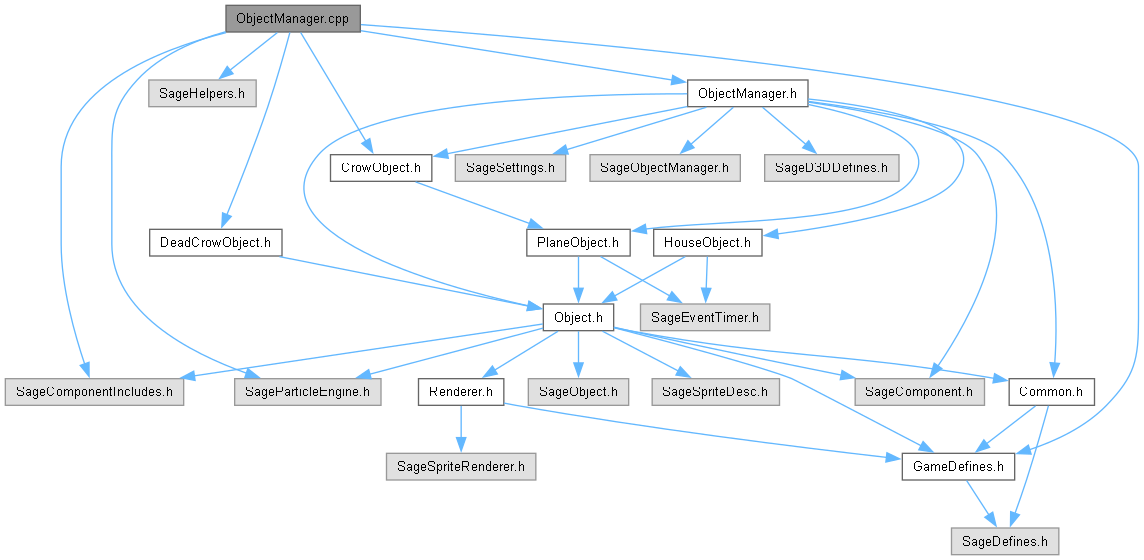 ObjectManager.cpp
SageHelpers.h
ObjectManager.h
CrowObject.h
SageSettings.h
SageObjectManager.h
SageD3DDefines.h
DeadCrowObject.h
PlaneObject.h
HouseObject.h
Object.h
SageEventTimer.h
SageComponentIncludes.h
SageParticleEngine.h
Renderer.h
SageObject.h
SageSpriteDesc.h
SageComponent.h
Common.h
SageSpriteRenderer.h
GameDefines.h
SageDefines.h